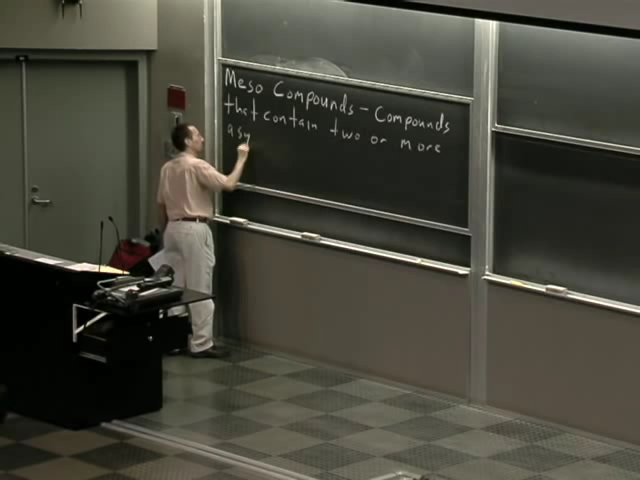 Meso Compounds – Compounds
that contain two or more
asy